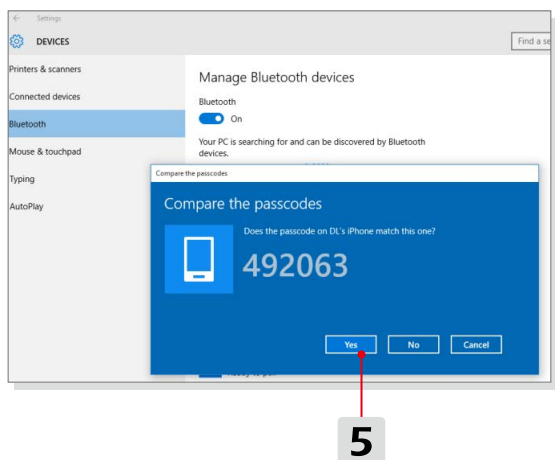 Settings
DEVICES
Find a se
Printers & scanners
Connected devices
Bluetooth
Mouse & touchpad
Typing
AutoPlay
Manage Bluetooth devices
Bluetooth
On
Your PC is searching for and can be discovered by Bluetooth
devices.
Compare the passcodes
Compare the passcodes
Does the passcode on DL's iPhone match this one?
492063
Yes
No
Cancel
5